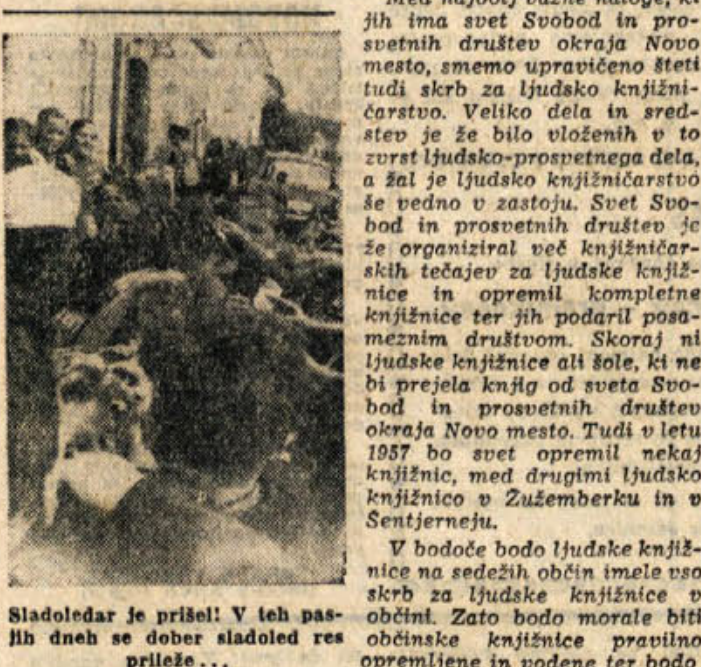 Sladoledar je prišel! V teh pas-
jih dneh se dober sladoled res
prileže...
Med najbolj važne naloge, ki
jih ima svet Svobod in pro-
svetnih društev okraja Novo
mesto, smemo upravičeno šteti
tudi skrb za ljudsko knjižni-
čarstvo. Veliko dela in sred-
stev je že bilo vloženih v to
zvrst ljudsko-prosvetnega dela,
a žal je ljudsko knjižničarstvo
še vedno v zastoju. Svet Svo-
bod in prosvetnih društev je
že organiziral več knjižničar-
skih tečajev za ljudske knjiž-
nice in opremil kompletne
knjižnice ter jih podaril posa-
meznim društvom. Skoraj ni
ljudske knjižnice ali šole, ki ne
bi prejela knjig od sveta Svo-
bod in prosvetnih društev
okraja Novo mesto. Tudi v letu
1957 bo svet opremil nekaj
knjižnic, med drugimi ljudsko
knjižnico v Žužemberku in v
Šentjerneju.
V bodoče bodo ljudske knjiž-
nice na sedežih občin imele vso
skrb za ljudske knjižnice v
občini. Zato bodo morale biti
občinske knjižnice pravilno
opremljene in vodene ter bodo